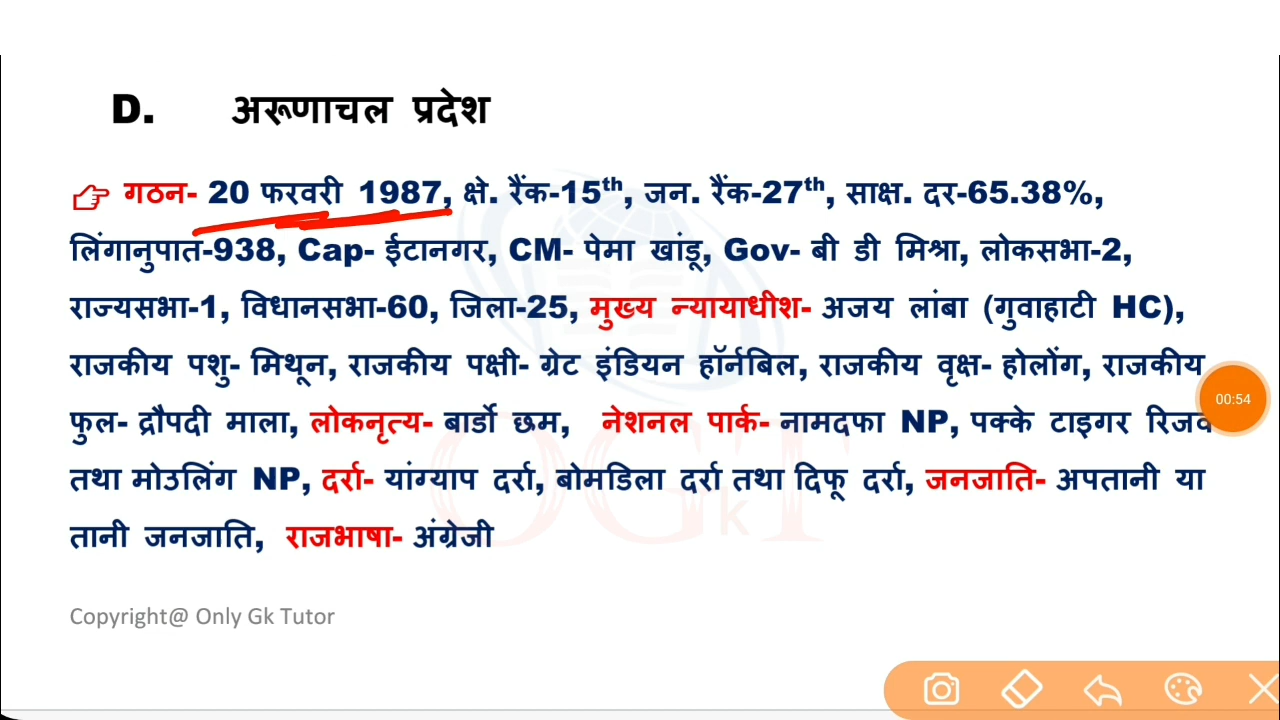 D. अरूणाचल प्रदेश
गठन- 20 फरवरी 1987, क्षे. रैंक-15th, जन. रैंक-27th, साक्ष. दर-65.38%,
लिंगानुपात-938, Cap- ईटानगर, CM- पेमा खांडू, Gov- बी डी मिश्रा, लोकसभा-2,
राज्यसभा-1, विधानसभा-60, जिला-25, मुख्य न्यायाधीश- अजय लांबा (गुवाहाटी HC),
राजकीय पशु- मिथून, राजकीय पक्षी- ग्रेट इंडियन हॉर्नबिल, राजकीय वृक्ष- होलोंग, राजकीय
फुल- द्रौपदी माला, लोकनृत्य- बार्डो छम, नेशनल पार्क- नामदफा NP, पक्के टाइगर रिजर्व
तथा मोउलिंग NP, दर्रा- यांग्याप दर्रा, बोमडिला दर्रा तथा दिफू दर्रा, जनजाति- अपतानी या
तानी जनजाति, राजभाषा- अंग्रेजी
OGkT
Copyright@ Only Gk Tutor
00:54